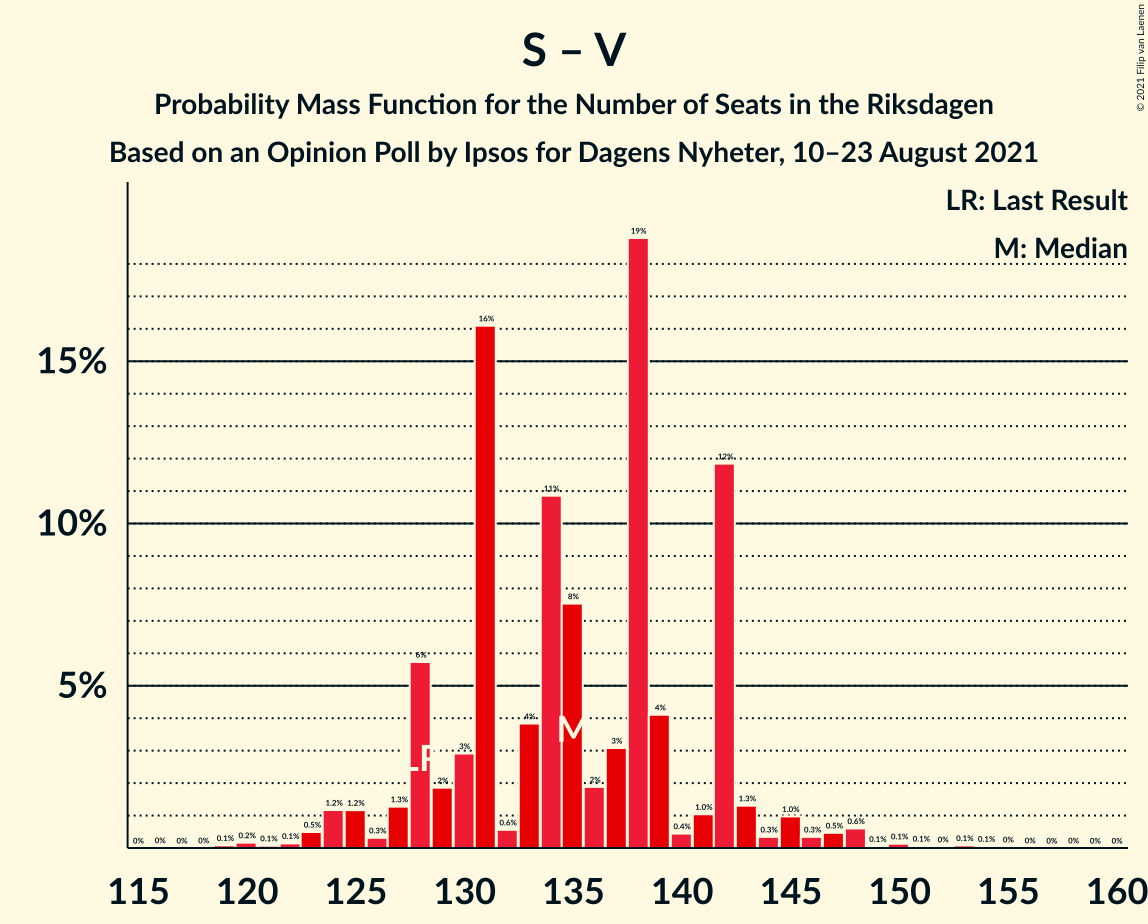 S – V
Probability Mass Function for the Number of Seats in the Riksdagen
Based on an Opinion Poll by Ipsos for Dagens Nyheter, 10–23 August 2021
© 2021 Filip van Laenen
LR: Last Result
M: Median
15%
10%
5%
0% 0% 0% 0% 0.1% 0.2% 0.1% 0.1% 0.5% 1.2% 1.2% 0.3% 1.3% 6% 2% 3% 16% 0.6% 4% 11% 8% 2% 3% 19% 4% 0.4% 1.0% 12% 1.3% 0.3% 1.0% 0.3% 0.5% 0.6% 0.1% 0.1% 0.1% 0% 0.1% 0.1% 0% 0% 0% 0% 0% 0%
LR
M
115 120 125 130 135 140 145 150 155 160